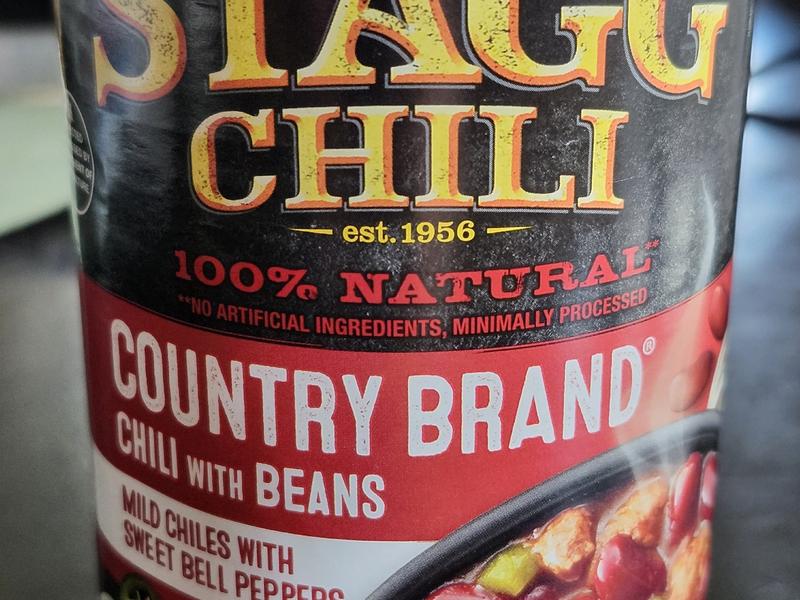 STAGG
CHILI
est. 1956
100% NATURAL**
**NO ARTIFICIAL INGREDIENTS, MINIMALLY PROCESSED
COUNTRY BRAND®
CHILI WITH BEANS
MILD CHILES WITH
SWEET BELL PEPPERS